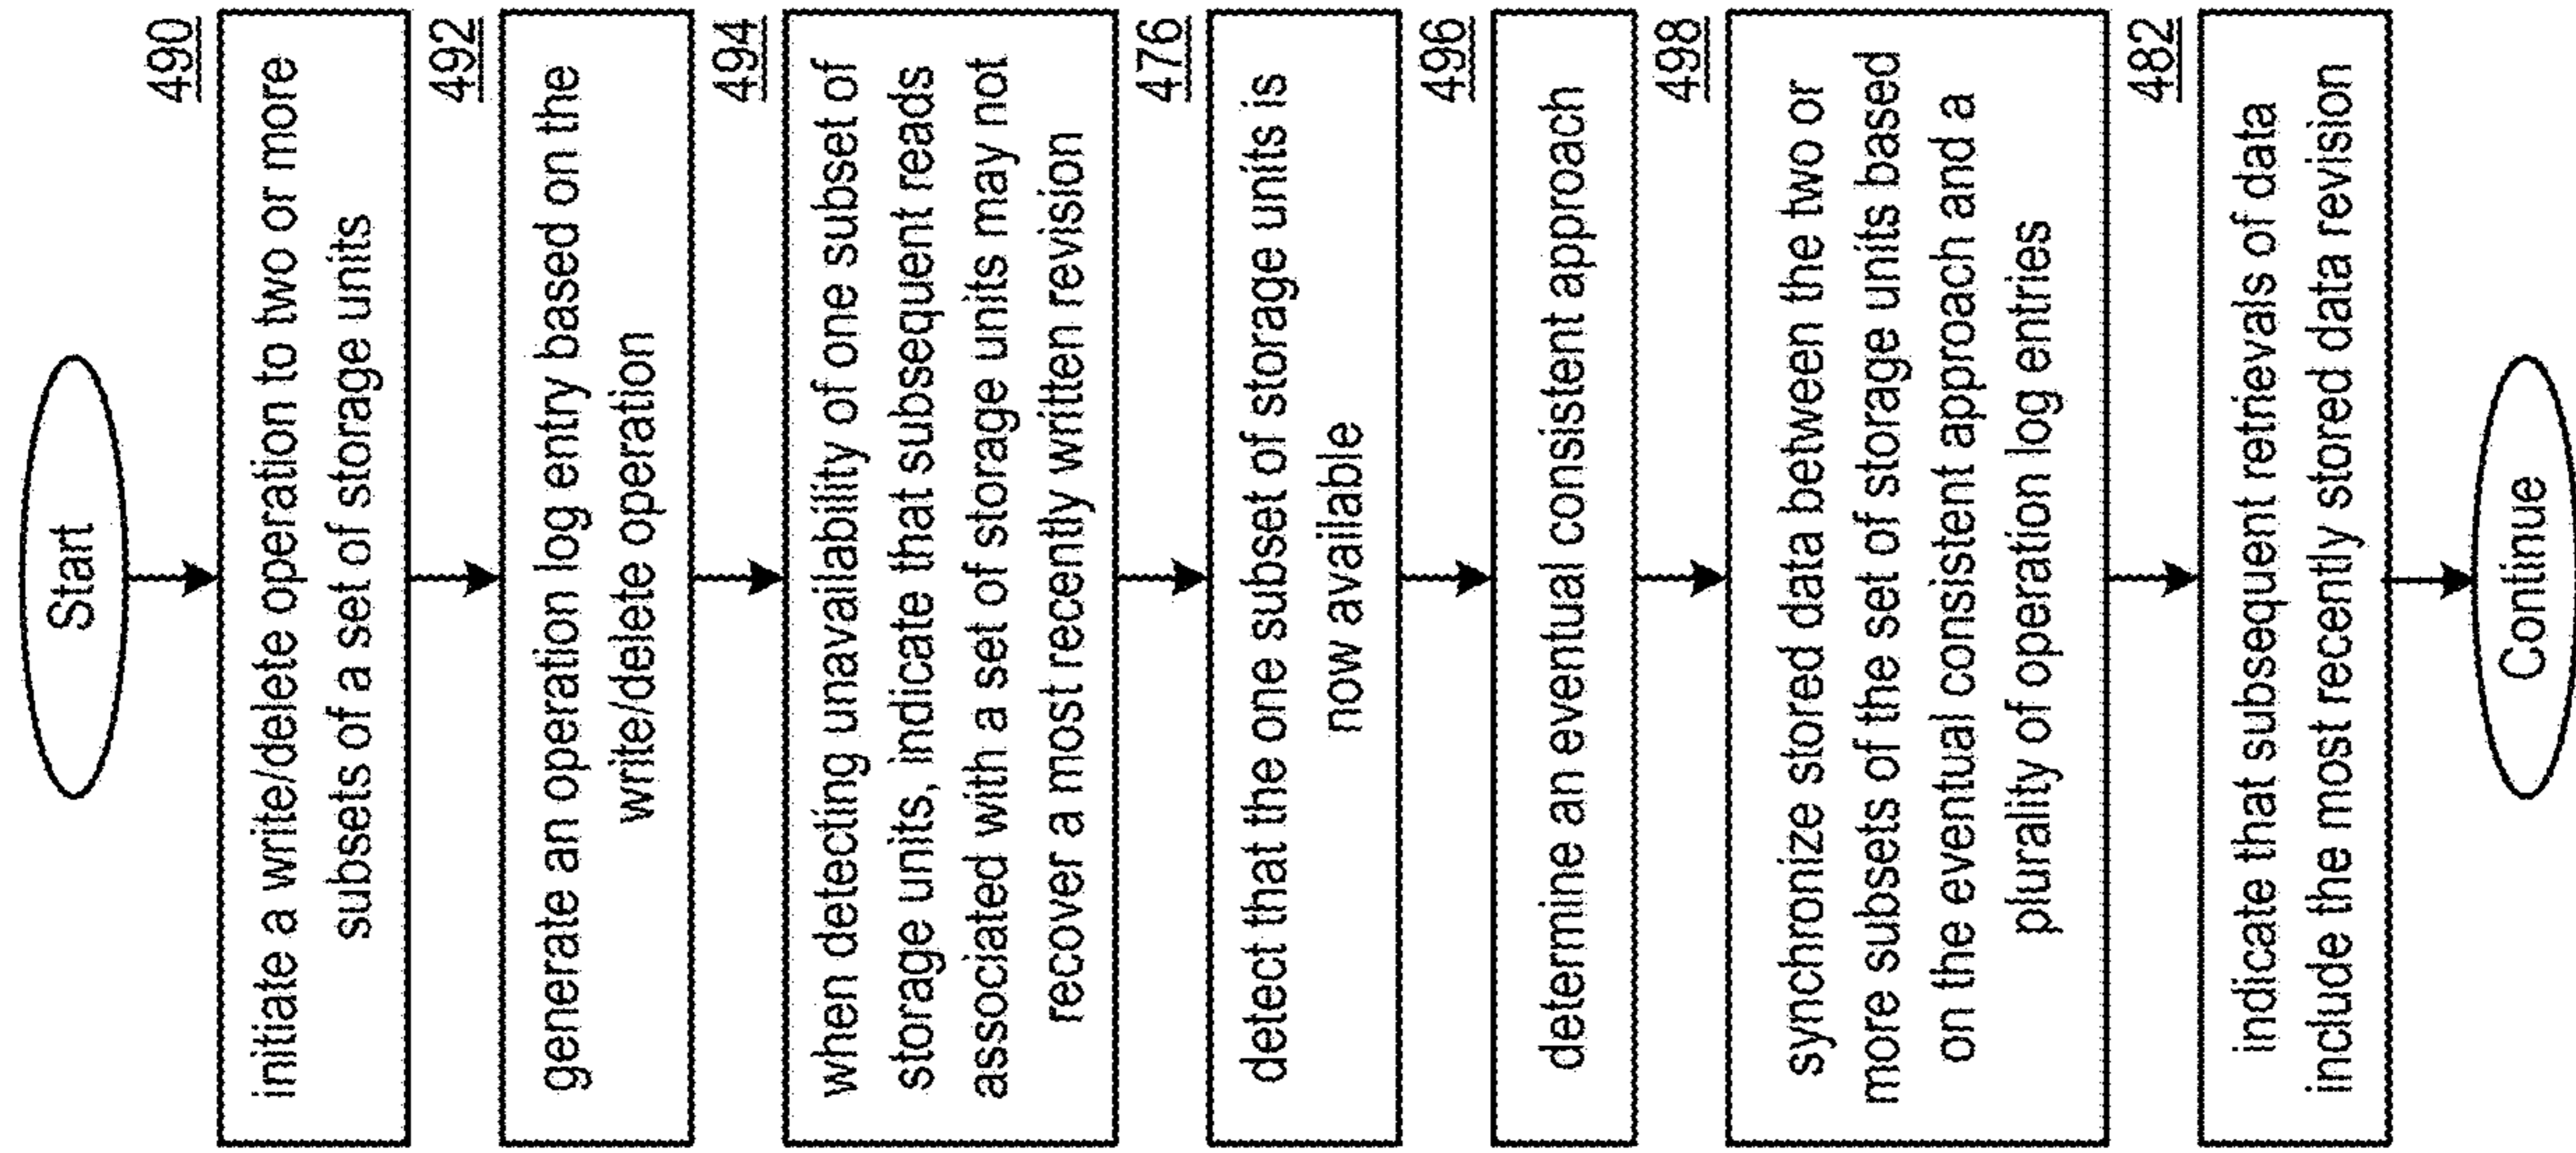 Start
490
initiate a write/delete operation to two or more
subsets of a set of storage units
492
generate an operation log entry based on the
write/delete operation
494
when detecting unavailability of one subset of
storage units, indicate that subsequent reads
associated with a set of storage units may not
recover a most recently written revision
476
detect that the one subset of storage units is
now available
496
determine an eventual consistent approach
498
synchronize stored data between the two or
more subsets of the set of storage units based
on the eventual consistent approach and a
plurality of operation log entries
482
indicate that subsequent retrievals of data
include the most recently stored data revision
Continue